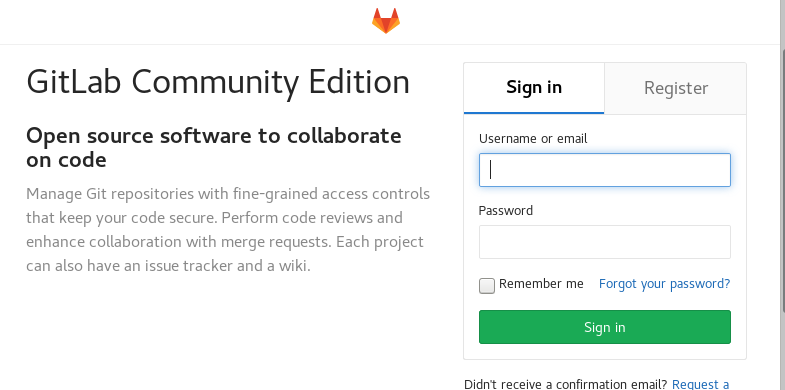 GitLab Community Edition
Open source software to collaborate
on code
Manage Git repositories with fine-grained access controls
that keep your code secure. Perform code reviews and
enhance collaboration with merge requests. Each project
can also have an issue tracker and a wiki.
Sign in
Register
Username or email
Password
Remember me
Forgot your password?
Sign in
Didn't receive a confirmation email? Request a